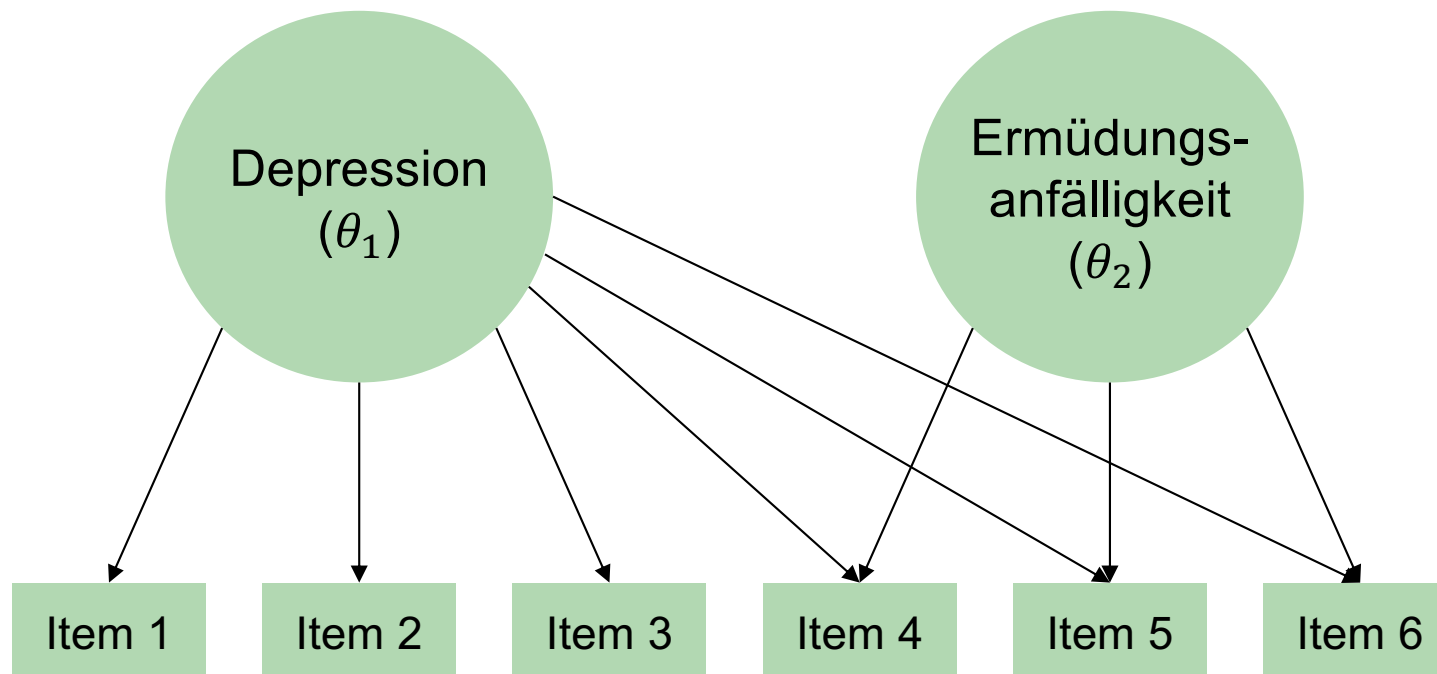 Depression
(θ₁)
Ermüdungs-
anfälligkeit
(θ₂)
Item 1
Item 2
Item 3
Item 4
Item 5
Item 6